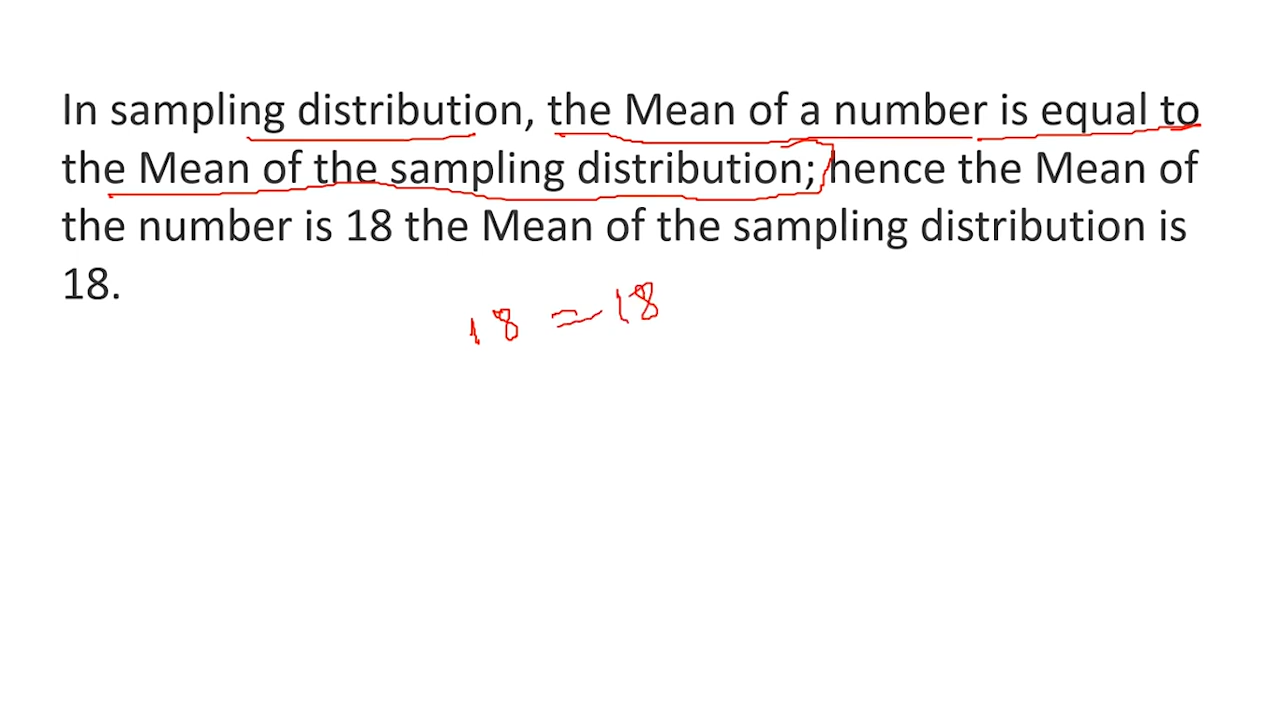 In sampling distribution, the Mean of a number is equal to
the Mean of the sampling distribution; hence the Mean of
the number is 18 the Mean of the sampling distribution is
18.
18 = 18